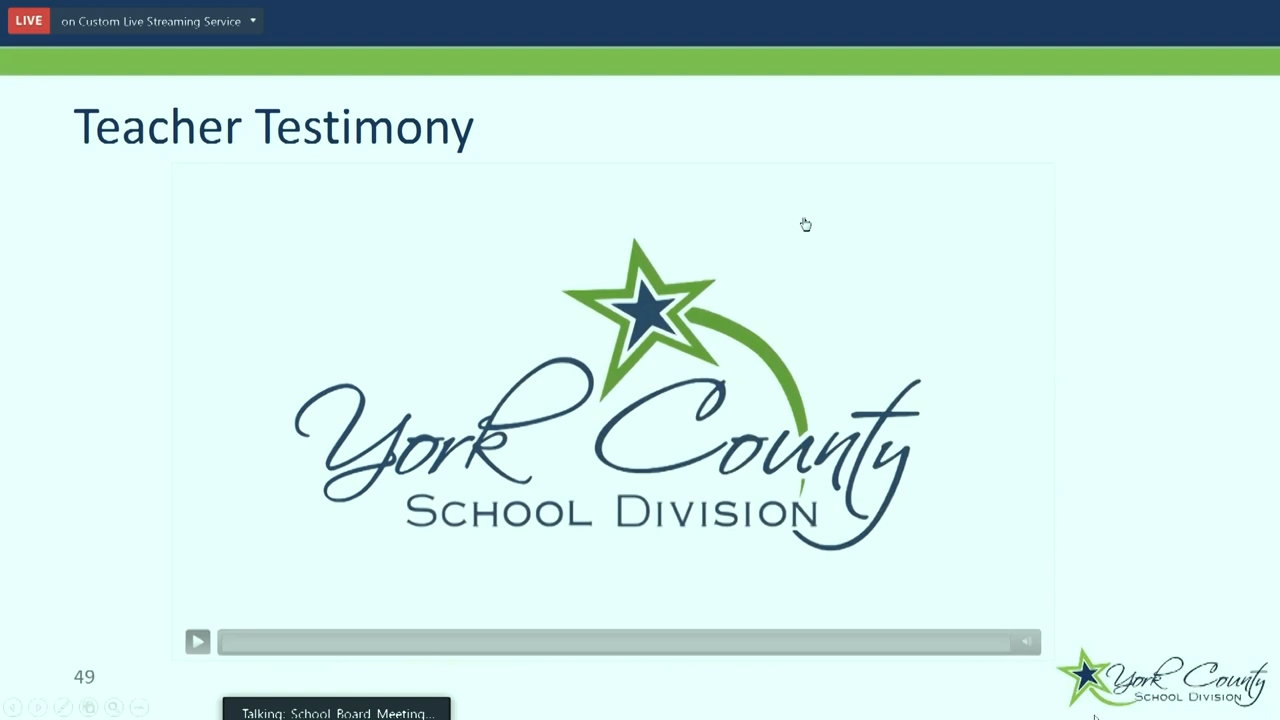 LIVE on Custom Live Streaming Service
Teacher Testimony
York County
SCHOOL DIVISION
49
York County
SCHOOL DIVISION
Talking: School Board Meeting...